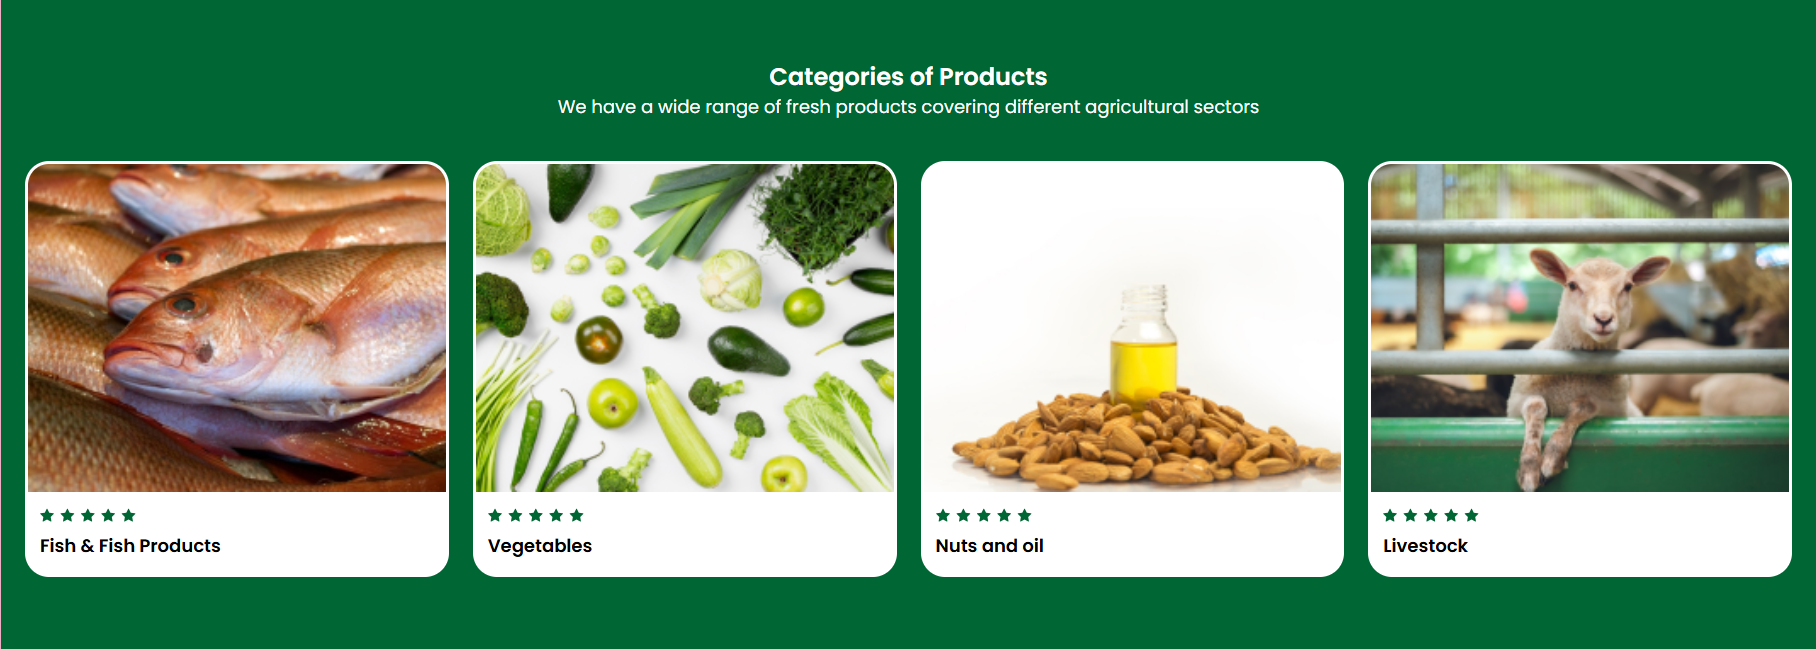 Categories of Products
We have a wide range of fresh products covering different agricultural sectors
Fish & Fish Products
Vegetables
Nuts and oil
Livestock